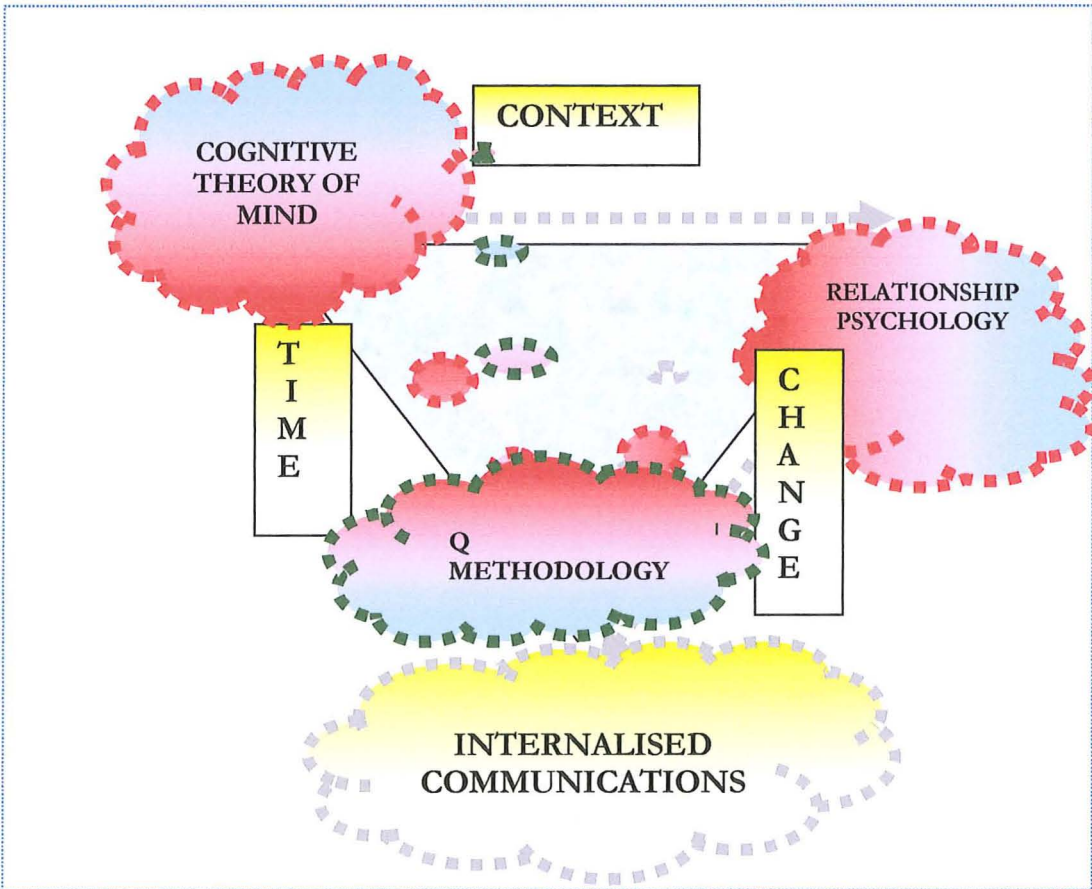 CONTEXT
COGNITIVE
THEORY OF
MIND
RELATIONSHIP
PSYCHOLOGY
T
I
M
E
C
H
A
N
G
E
Q
METHODOLOGY
INTERNALISED
COMMUNICATIONS